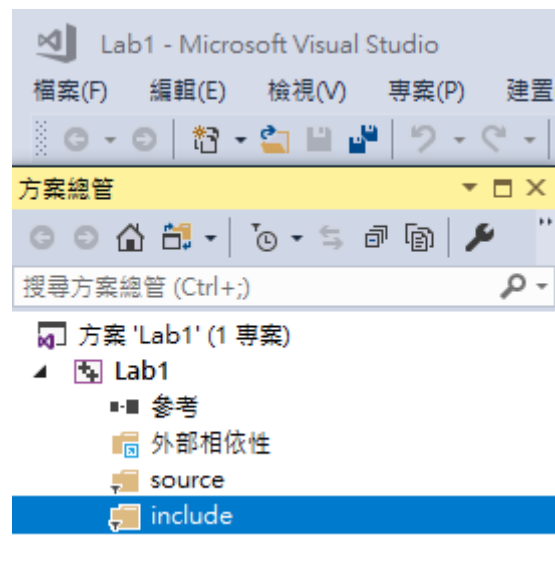 Lab1 - Microsoft Visual Studio
檔案(F) 編輯(E) 檢視(V) 專案(P) 建置
方案總管
搜尋方案總管 (Ctrl+;)
方案 'Lab1' (1 專案)
Lab1
參考
外部相依性
source
include